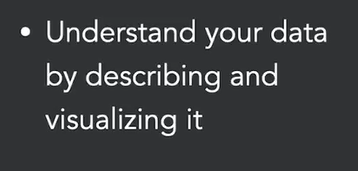 • Understand your data
by describing and
visualizing it